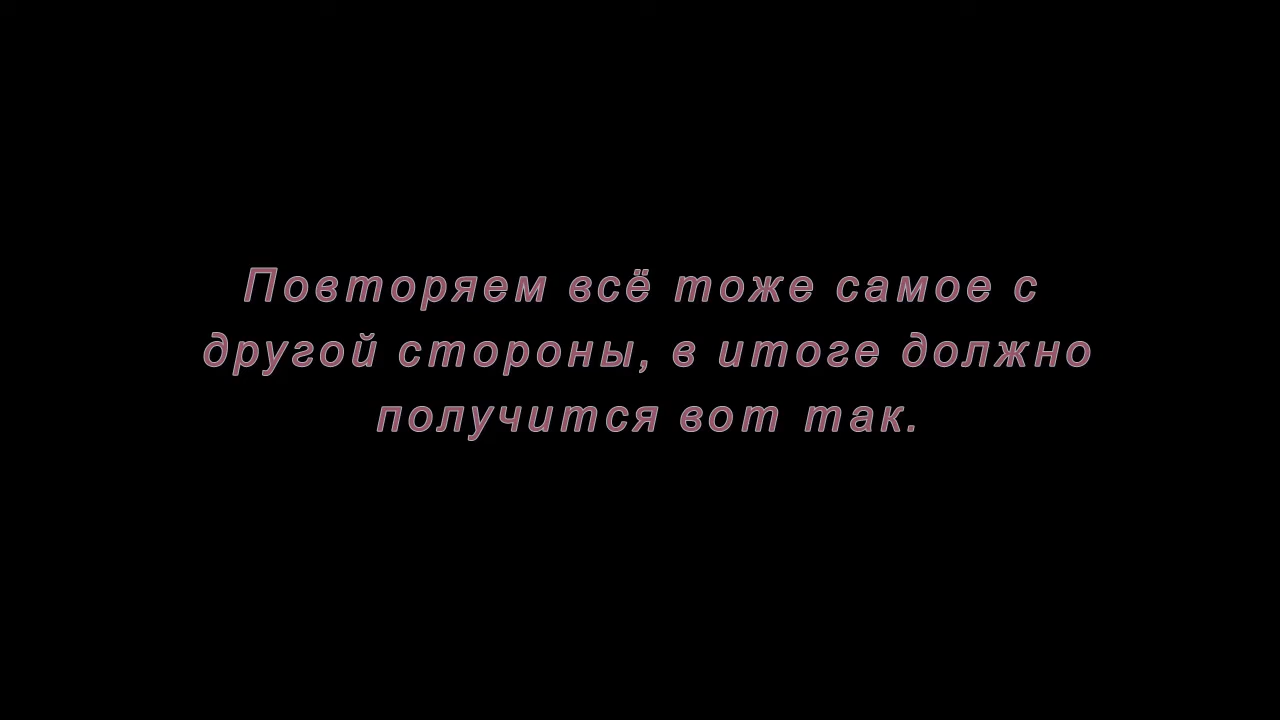 Повторяем всё тоже самое с
другой стороны, в итоге должно
получится вот так.